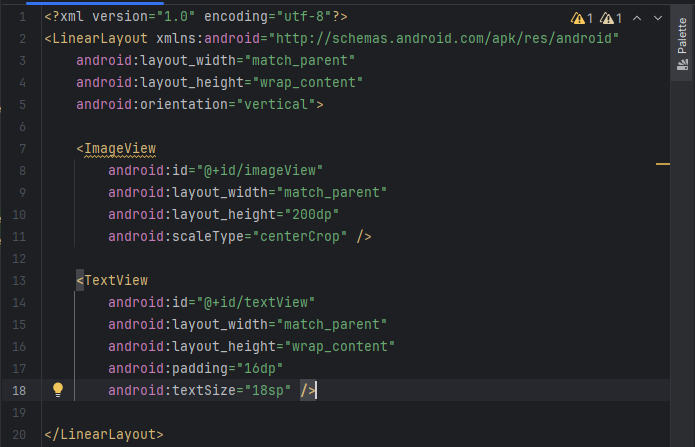 1 <?xml version="1.0" encoding="utf-8"?> 1 1
2 <LinearLayout xmlns:android="http://schemas.android.com/apk/res/android"
3 android:layout_width="match_parent"
4 android:layout_height="wrap_content"
5 android:orientation="vertical">
6
7 <ImageView
8 android:id="@+id/imageView"
9 android:layout_width="match_parent"
10 android:layout_height="200dp"
11 android:scaleType="centerCrop" />
12
13 <TextView
14 android:id="@+id/textView"
15 android:layout_width="match_parent"
16 android:layout_height="wrap_content"
17 android:padding="16dp"
18 android:textSize="18sp" />
19
20 </LinearLayout>
Palette